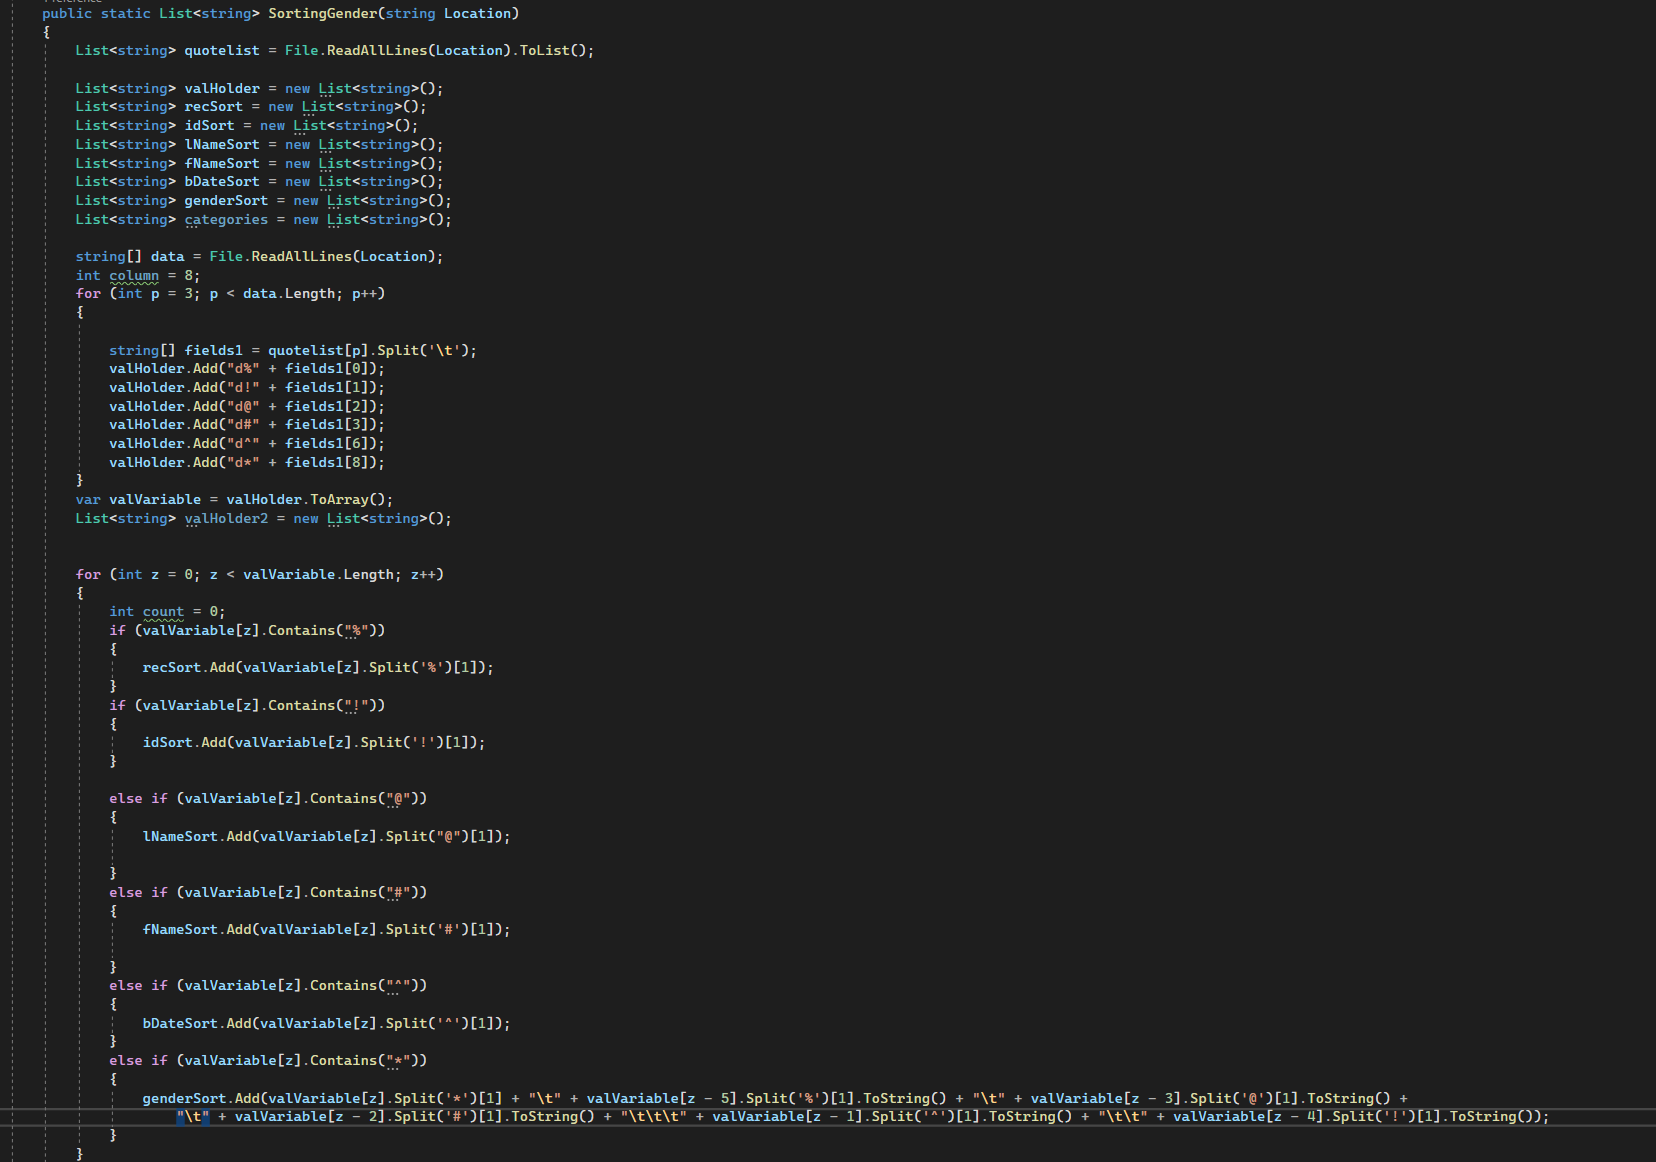 public static List<string> SortingGender(string Location)
{
List<string> quotelist = File.ReadAllLines(Location).ToList();
List<string> valHolder = new List<string>();
List<string> recSort = new List<string>();
List<string> idSort = new List<string>();
List<string> lNameSort = new List<string>();
List<string> fNameSort = new List<string>();
List<string> bDateSort = new List<string>();
List<string> genderSort = new List<string>();
List<string> categories = new List<string>();
string[] data = File.ReadAllLines(Location);
int column = 8;
for (int p = 3; p < data.Length; p++)
{
string[] fields1 = quotelist[p].Split('\t');
valHolder.Add("d%" + fields1[0]);
valHolder.Add("d!" + fields1[1]);
valHolder.Add("d@" + fields1[2]);
valHolder.Add("d#" + fields1[3]);
valHolder.Add("d^" + fields1[6]);
valHolder.Add("d*" + fields1[8]);
}
var valVariable = valHolder.ToArray();
List<string> valHolder2 = new List<string>();
for (int z = 0; z < valVariable.Length; z++)
{
int count = 0;
if (valVariable[z].Contains("%"))
{
recSort.Add(valVariable[z].Split('%')[1]);
}
if (valVariable[z].Contains("!"))
{
idSort.Add(valVariable[z].Split('!')[1]);
}
else if (valVariable[z].Contains("@"))
{
lNameSort.Add(valVariable[z].Split("@")[1]);
}
else if (valVariable[z].Contains("#"))
{
fNameSort.Add(valVariable[z].Split('#')[1]);
}
else if (valVariable[z].Contains("^"))
{
bDateSort.Add(valVariable[z].Split('^')[1]);
}
else if (valVariable[z].Contains("*"))
{
genderSort.Add(valVariable[z].Split('*')[1] + "\t" + valVariable[z - 5].Split('%')[1].ToString() + "\t" + valVariable[z - 3].Split('@')[1].ToString() +
"\t" + valVariable[z - 2].Split('#')[1].ToString() + "\t\t\t" + valVariable[z - 1].Split('^')[1].ToString() + "\t\t" + valVariable[z - 4].Split('!')[1].ToString());
}
}